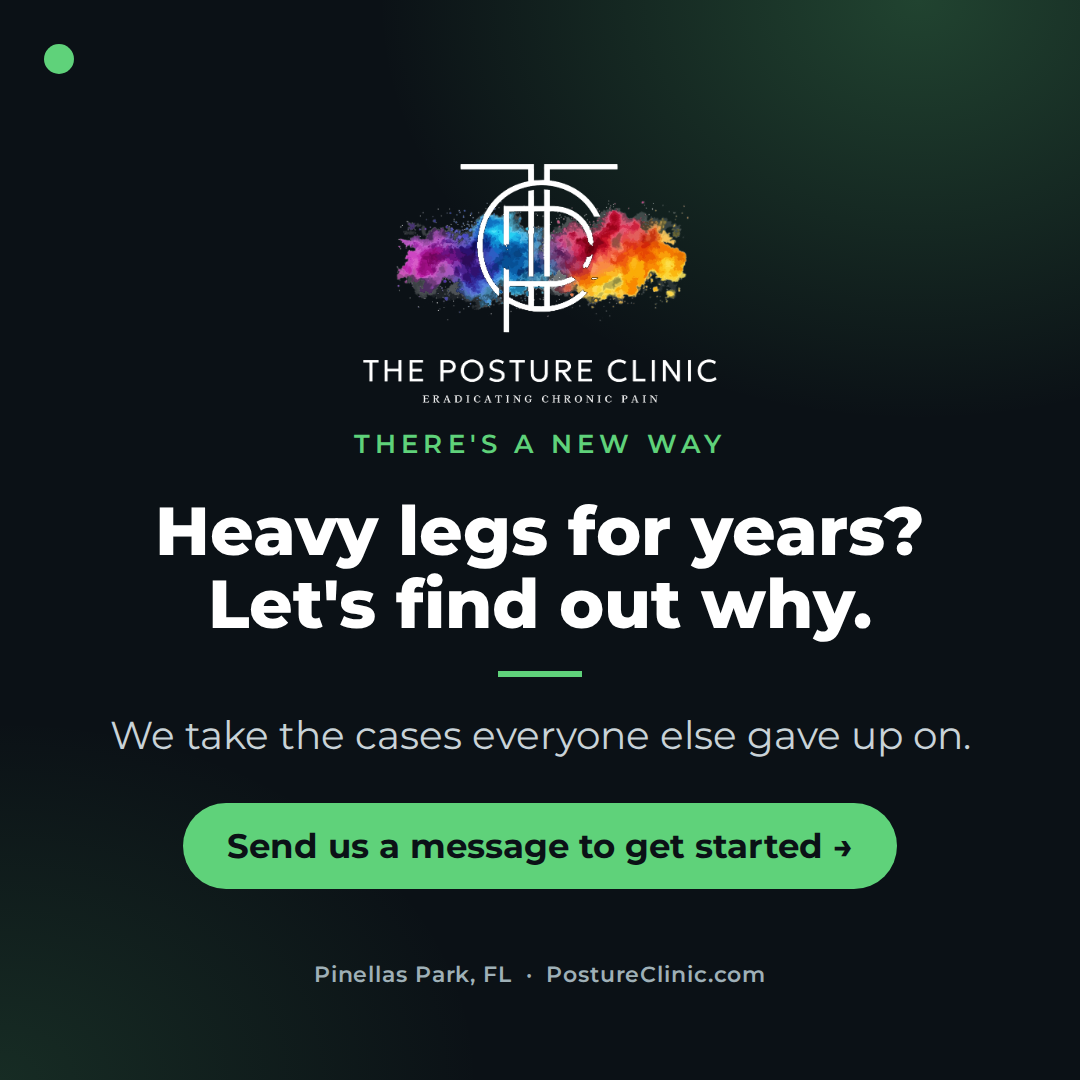 THE POSTURE CLINIC
ERADICATING CHRONIC PAIN
THERE'S A NEW WAY
Heavy legs for years?
Let's find out why.
We take the cases everyone else gave up on.
Send us a message to get started →
Pinellas Park, FL · PostureClinic.com